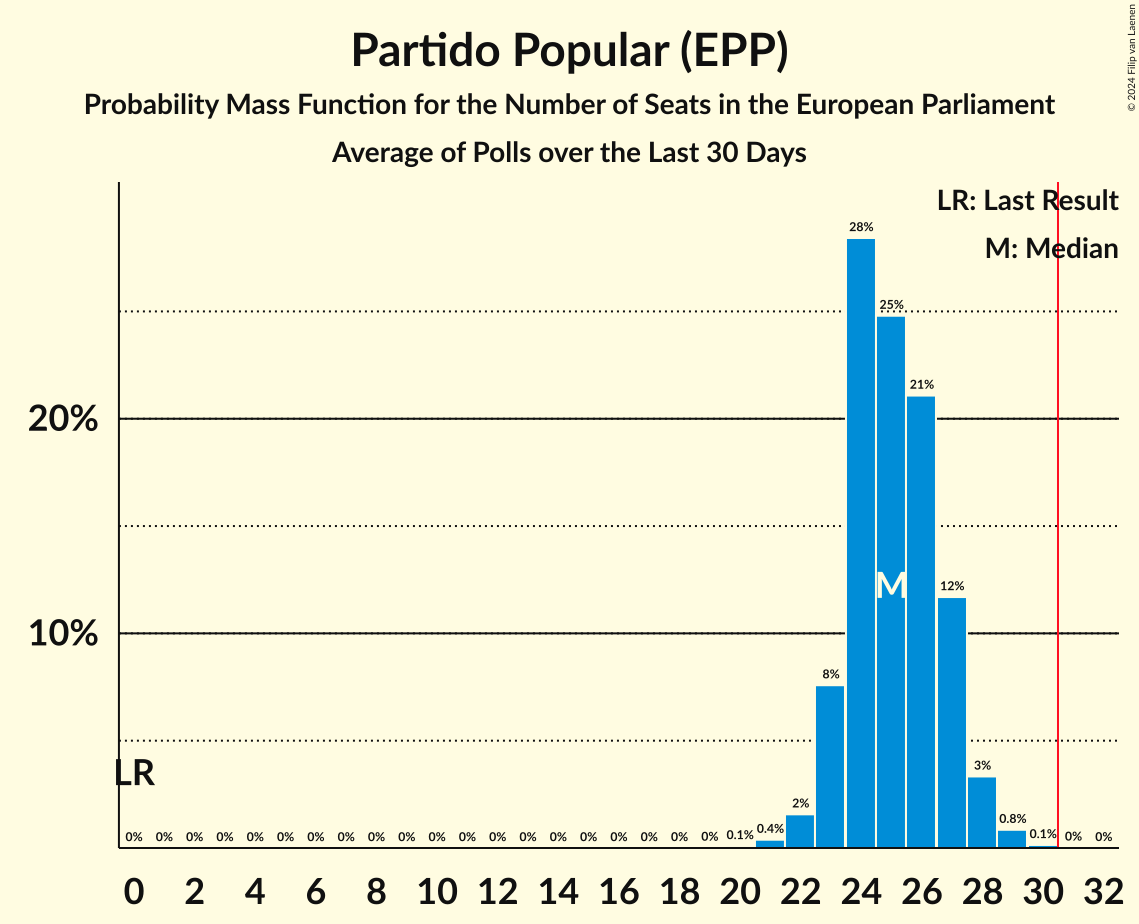 Partido Popular (EPP)
Probability Mass Function for the Number of Seats in the European Parliament
Average of Polls over the Last 30 Days
© 2024 Filip van Laenen
LR: Last Result
M: Median
28%
25%
21%
20%
12%
M
10%
8%
3%
LR
2%
0% 0% 0% 0% 0% 0% 0% 0% 0% 0% 0% 0% 0% 0% 0% 0% 0% 0% 0% 0% 0.1% 0.4% 0.8% 0.1% 0% 0%
0 2 4 6 8 10 12 14 16 18 20 22 24 26 28 30 32